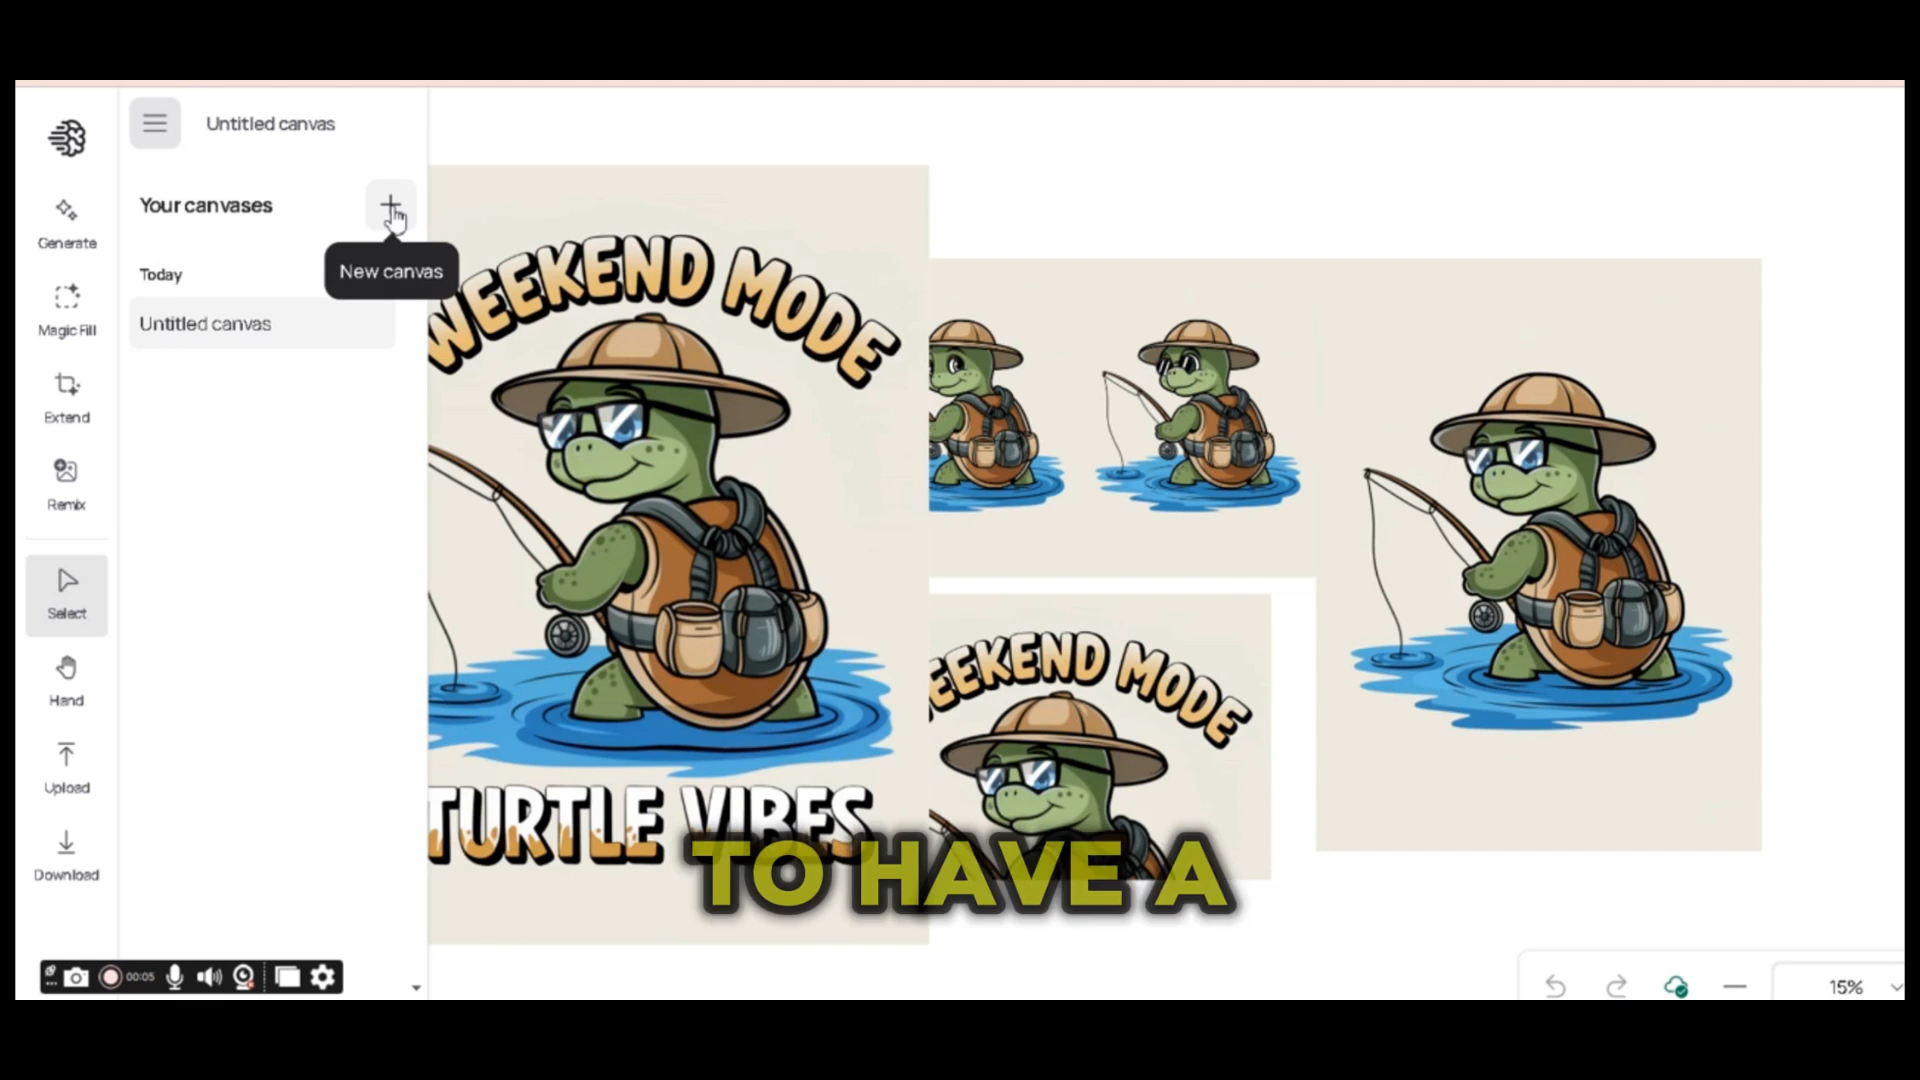 Untitled canvas
Your canvases
New canvas
Today
Untitled canvas
Generate
Magic Fill
Extend
Remix
Select
Hand
Upload
Download
00:05
WEEKEND MODE
TURTLE VIBES
EEKEND MODE
TO HAVE A
15%